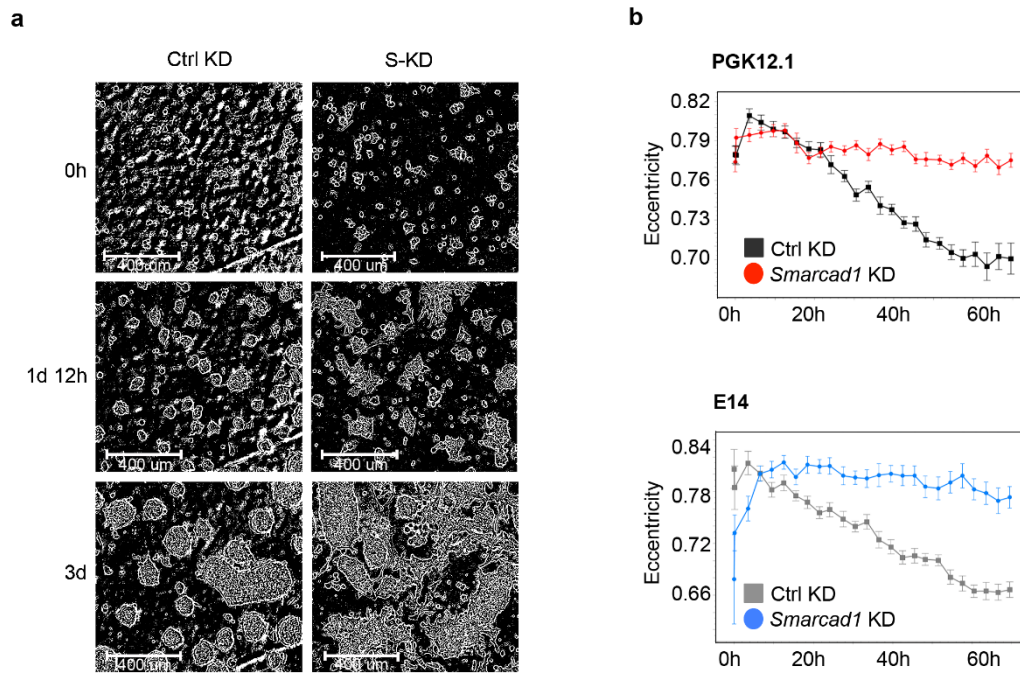 a
Ctrl KD
S-KD
0h
400 um
400 um
1d 12h
400 um
400 um
3d
400 um
400 um
b
PGK12.1
0.82
0.79
0.76
0.73
0.70
Eccentricity
Ctrl KD
Smarcad1 KD
0h
20h
40h
60h
E14
0.84
0.78
0.72
0.66
Eccentricity
Ctrl KD
Smarcad1 KD
0h
20h
40h
60h